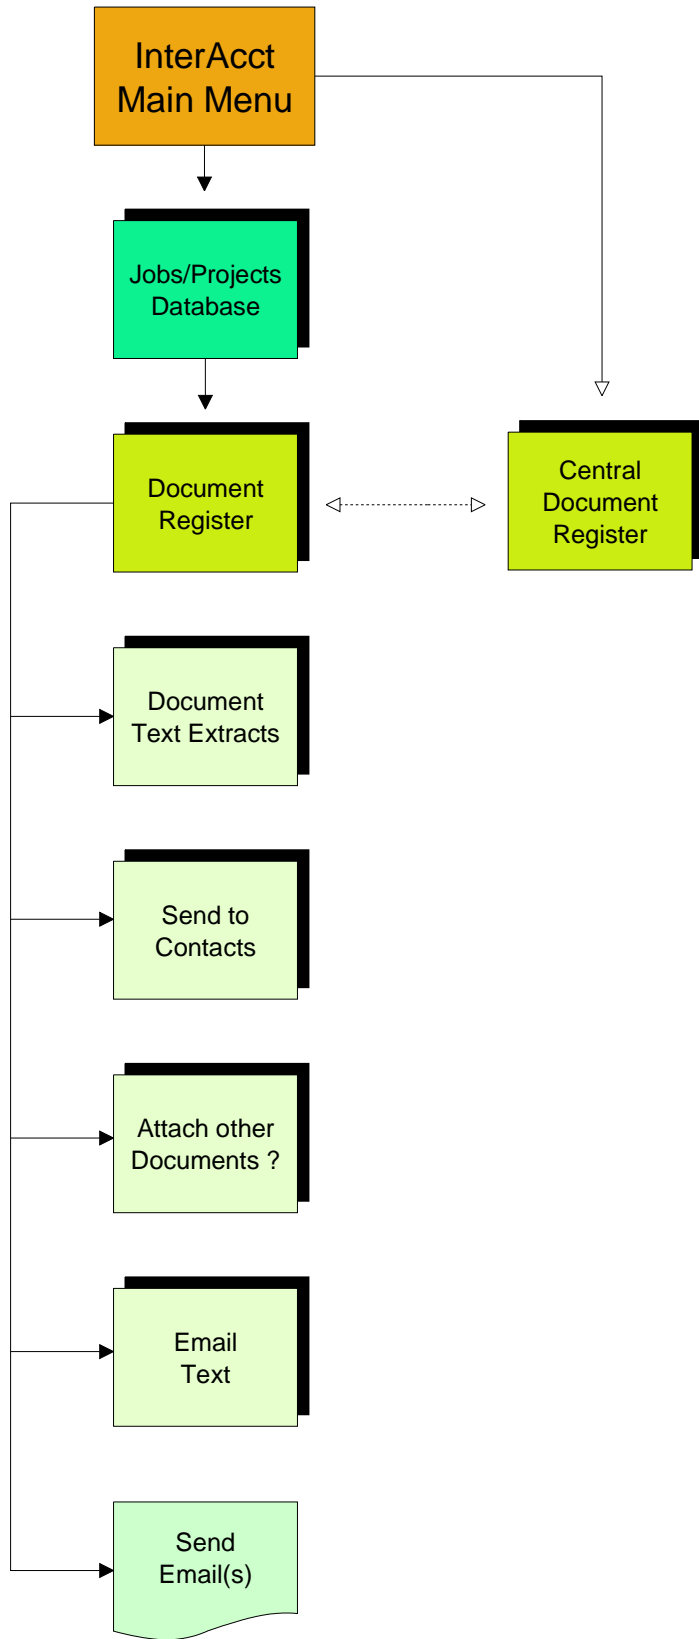 InterAcct
Main Menu
Jobs/Projects
Database
Document
Register
Central
Document
Register
Document
Text Extracts
Send to
Contacts
Attach other
Documents ?
Email
Text
Send
Email(s)